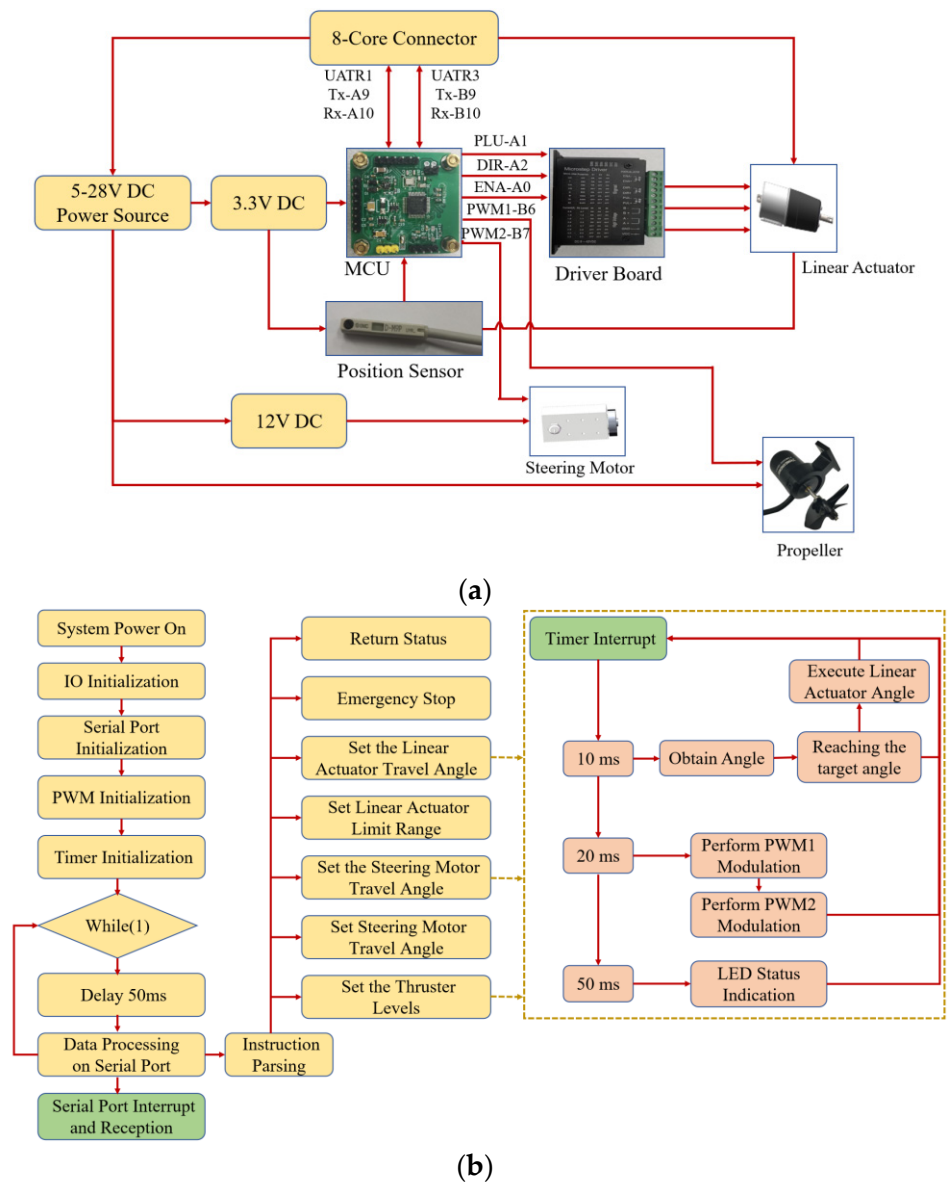 8-Core Connector
UATR1
Tx-A9
Rx-A10
UATR3
Tx-B9
Rx-B10
PLU-A1
DIR-A2
ENA-A0
PWM1-B6
PWM2-B7
5-28V DC
Power Source
3.3V DC
MCU
Driver Board
Linear Actuator
Position Sensor
12V DC
Steering Motor
Propeller
(a)
System Power On
IO Initialization
Serial Port
Initialization
PWM Initialization
Timer Initialization
While(1)
Delay 50ms
Data Processing
on Serial Port
Serial Port Interrupt
and Reception
Instruction
Parsing
Return Status
Emergency Stop
Set the Linear
Actuator Travel Angle
Set Linear Actuator
Limit Range
Set the Steering Motor
Travel Angle
Set Steering Motor
Travel Angle
Set the Thruster
Levels
Timer Interrupt
10 ms
Obtain Angle
Reaching the
target angle
Execute Linear
Actuator Angle
20 ms
Perform PWM1
Modulation
Perform PWM2
Modulation
50 ms
LED Status
Indication
(b)